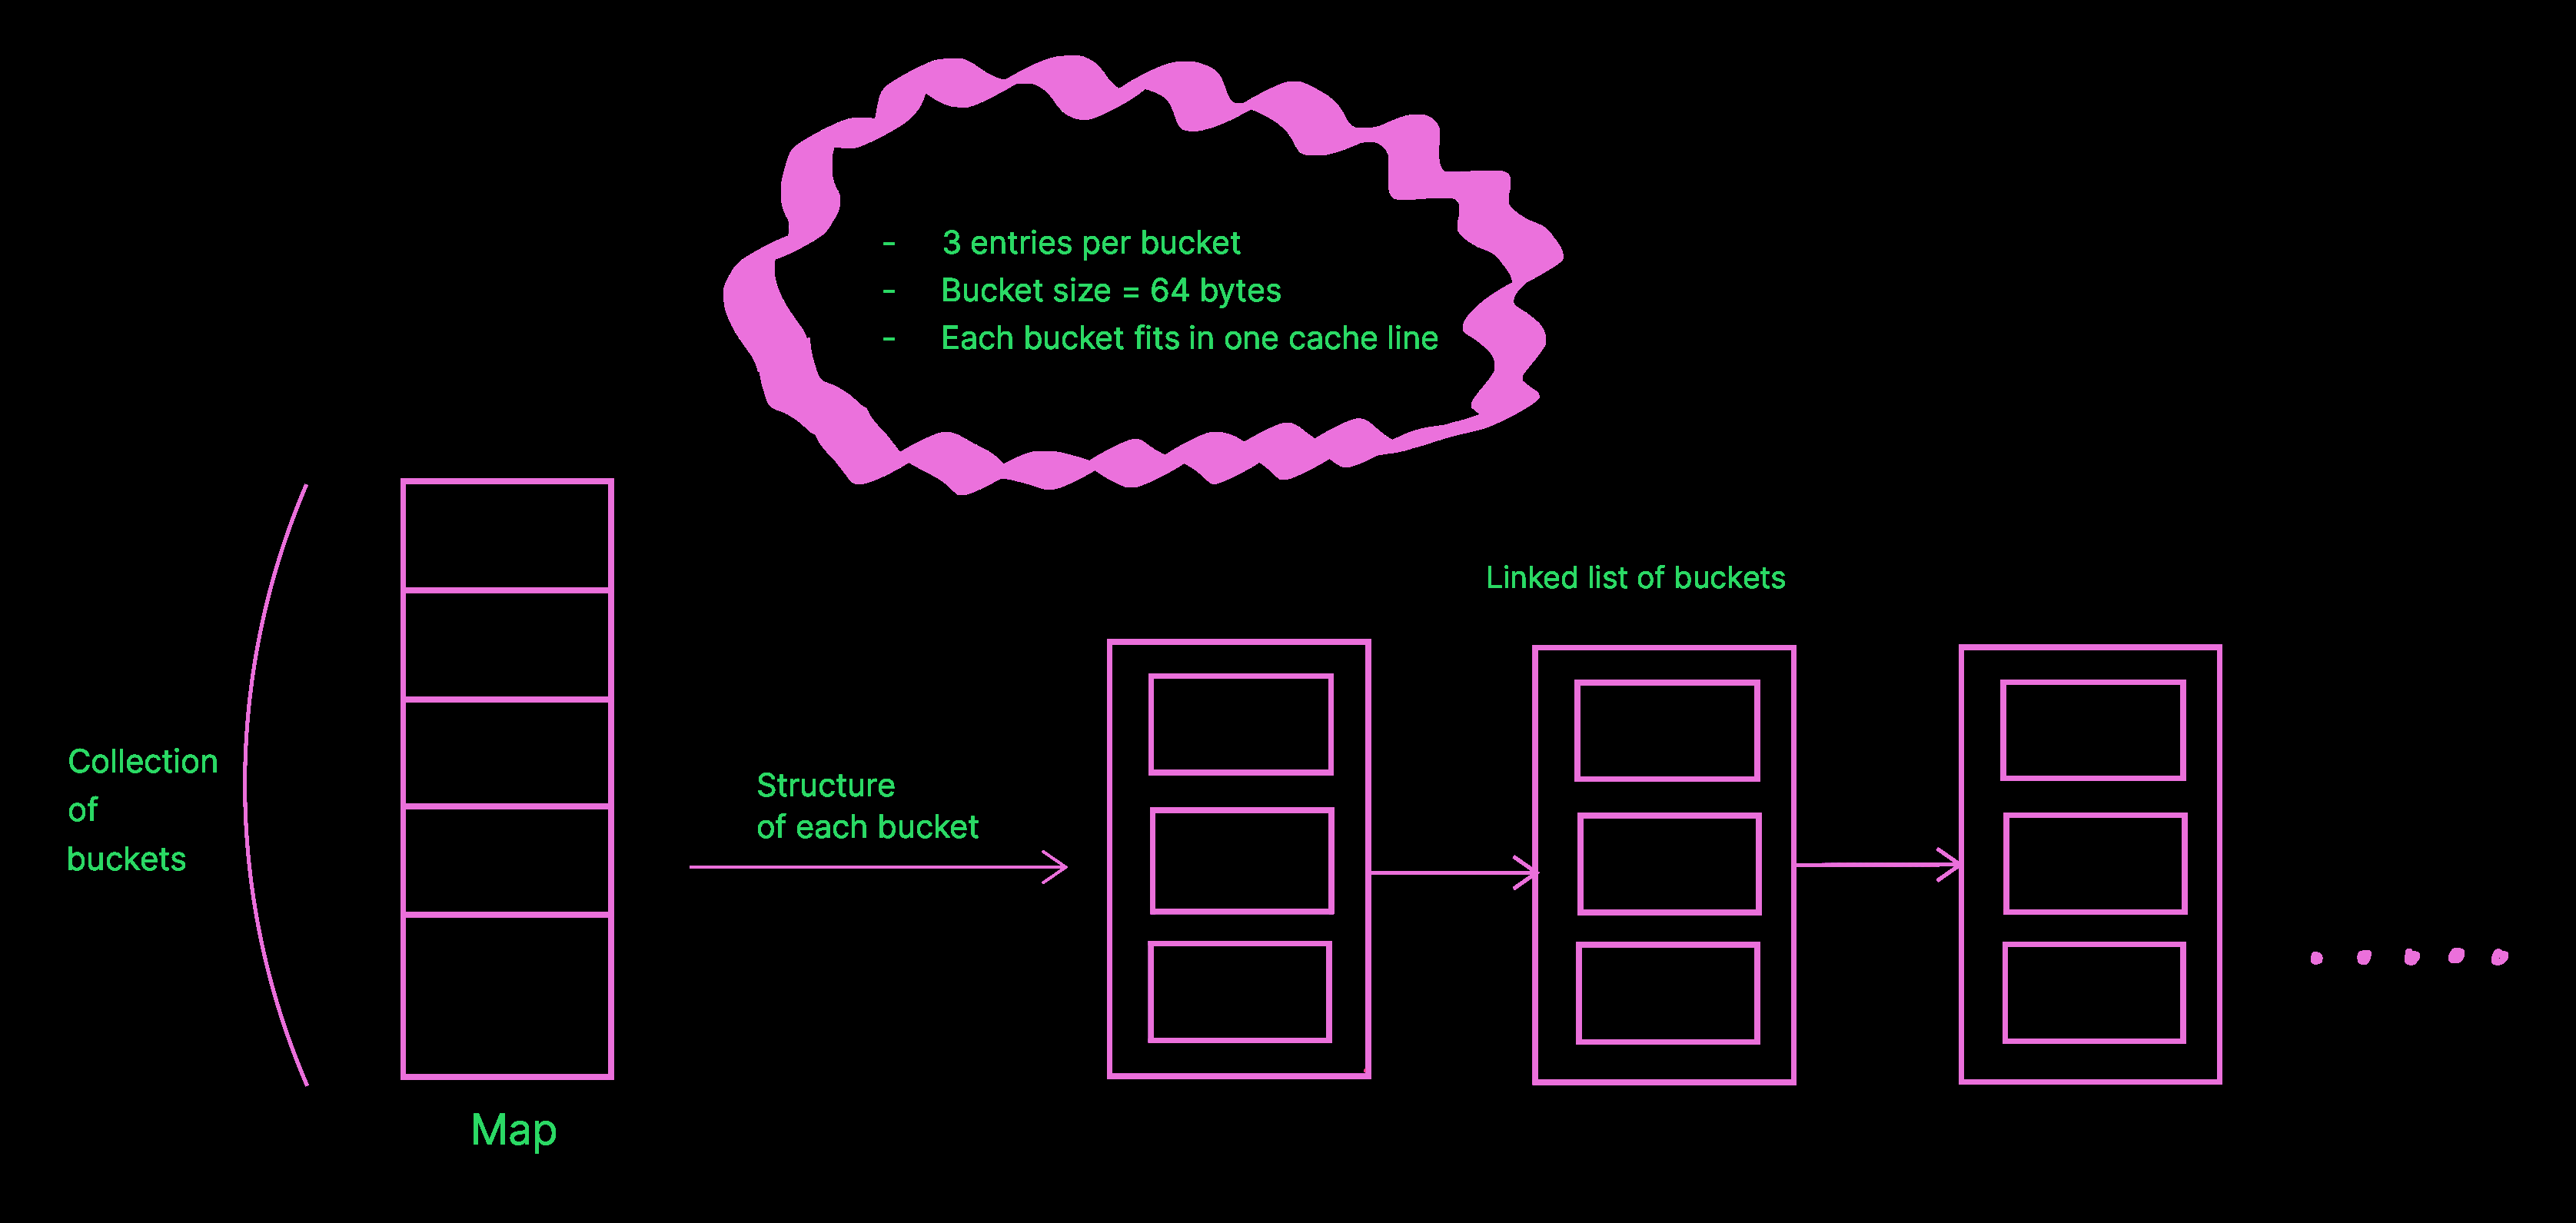 - 3 entries per bucket
- Bucket size = 64 bytes
- Each bucket fits in one cache line
Linked list of buckets
Collection
of
buckets
Structure
of each bucket
Map